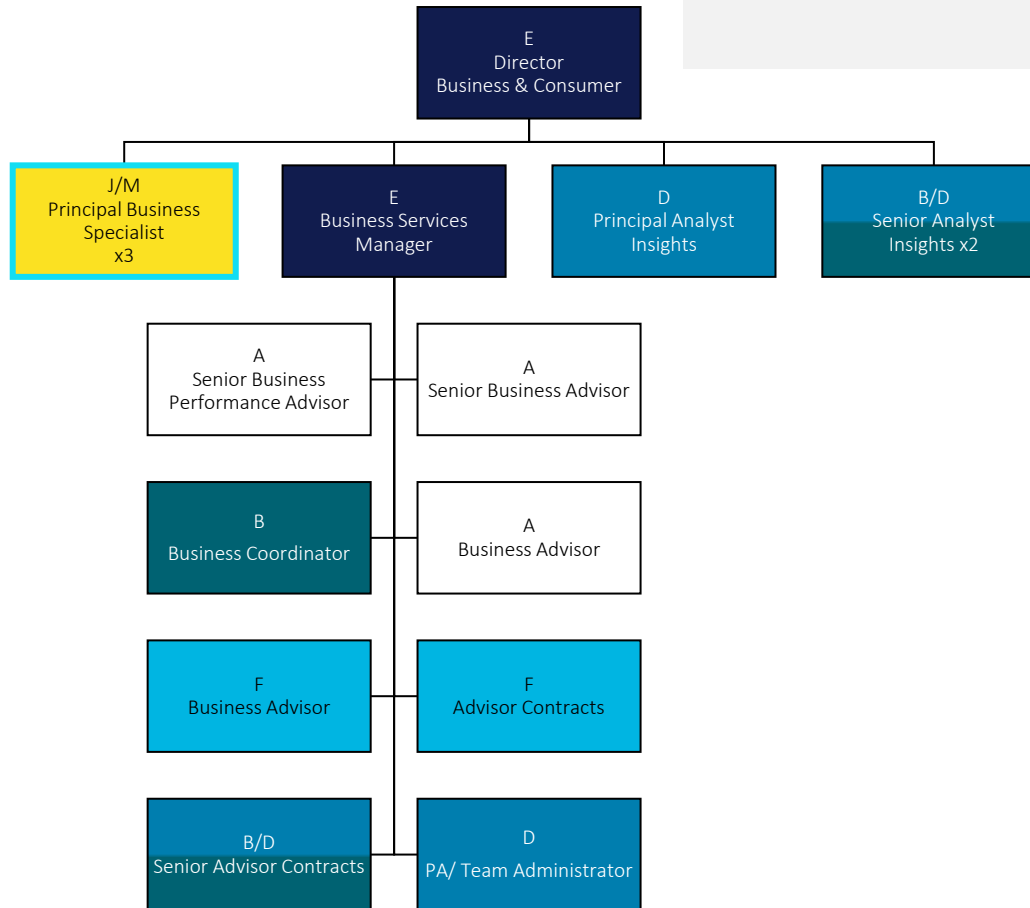 E
Director
Business & Consumer
J/M
Principal Business
Specialist
x3
E
Business Services
Manager
D
Principal Analyst
Insights
B/D
Senior Analyst
Insights x2
A
Senior Business
Performance Advisor
A
Senior Business Advisor
B
Business Coordinator
A
Business Advisor
F
Business Advisor
F
Advisor Contracts
B/D
Senior Advisor Contracts
D
PA/ Team Administrator